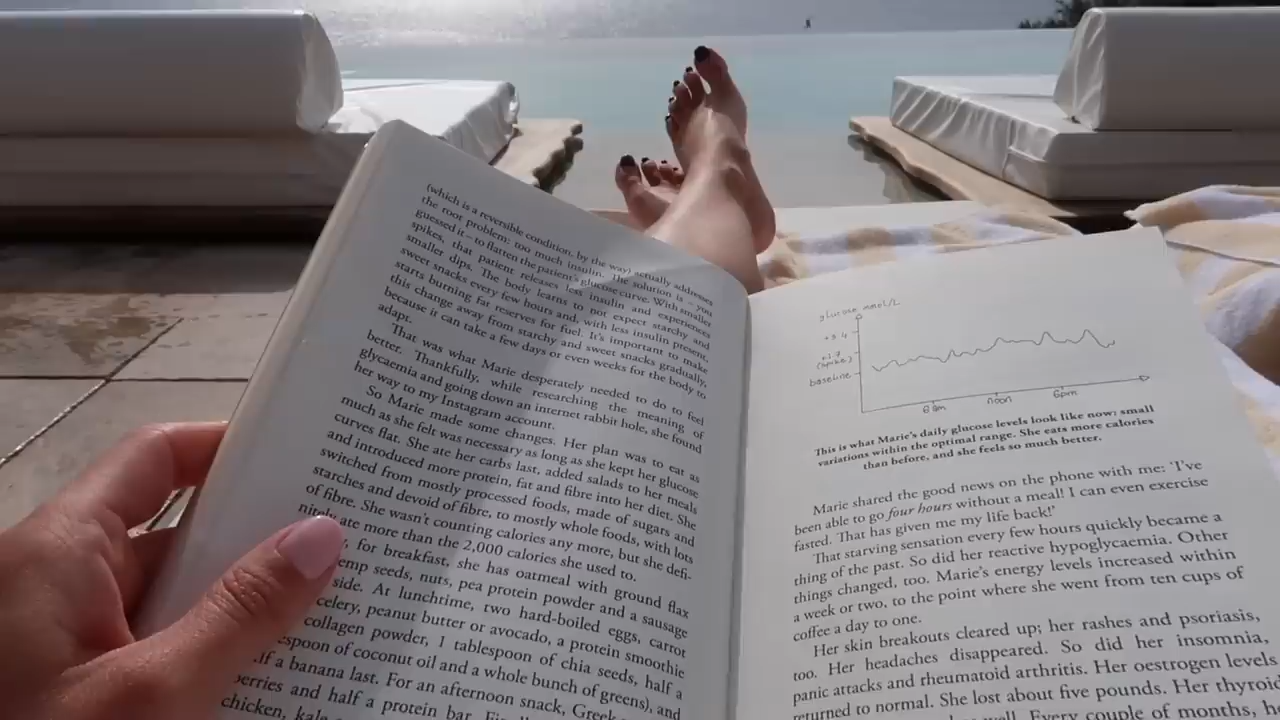 (which is a reversible condition, by the way) actually addresses
the root problem: too much insulin. The solution is – you
guessed it – to flatten the patient's glucose curve. With smaller
spikes, that patient releases less insulin and experiences
smaller dips. The body learns to not expect starchy and
sweet snacks every few hours and, with less insulin present,
starts burning fat reserves for fuel. It's important to make
this change away from starchy and sweet snacks gradually,
because it can take a few days or even weeks for the body to
adapt.
That was what Marie desperately needed to do to feel
better. Thankfully, while researching the meaning of
glycaemia and going down an internet rabbit hole, she found
her way to my Instagram account.
So Marie made some changes. Her plan was to eat as
much as she felt was necessary as long as she kept her glucose
curves flat. She ate her carbs last, added salads to her meals
and introduced more protein, fat and fibre into her diet. She
switched from mostly processed foods, made of sugars and
starches and devoid of fibre, to mostly whole foods, with lots
of fibre. She wasn't counting calories any more, but she defi-
nitely ate more than the 2,000 calories she used to.
, for breakfast, she has oatmeal with ground flax
emp seeds, nuts, pea protein powder and a sausage
side. At lunchtime, two hard-boiled eggs, carrot
celery, peanut butter or avocado, a protein smoothie
collagen powder, 1 tablespoon of chia seeds, half a
espoon of coconut oil and a whole bunch of greens), and
lf a banana last. For an afternoon snack, Greek
erries and half a protein bar.
chicken, kale
glucose mmol/L
baseline
6am
noon
6pm
This is what Marie's daily glucose levels look like now: small
variations within the optimal range. She eats more calories
than before, and she feels so much better.
Marie shared the good news on the phone with me: 'I've
been able to go four hours without a meal! I can even exercise
fasted. That has given me my life back!'
That starving sensation every few hours quickly became a
thing of the past. So did her reactive hypoglycaemia. Other
things changed, too. Marie's energy levels increased within
a week or two, to the point where she went from ten cups of
coffee a day to one.
Her skin breakouts cleared up; her rashes and psoriasis,
too. Her headaches disappeared. So did her insomnia,
panic attacks and rheumatoid arthritis. Her oestrogen levels
returned to normal. She lost about five pounds. Her thyroid
well. Every couple of months, he